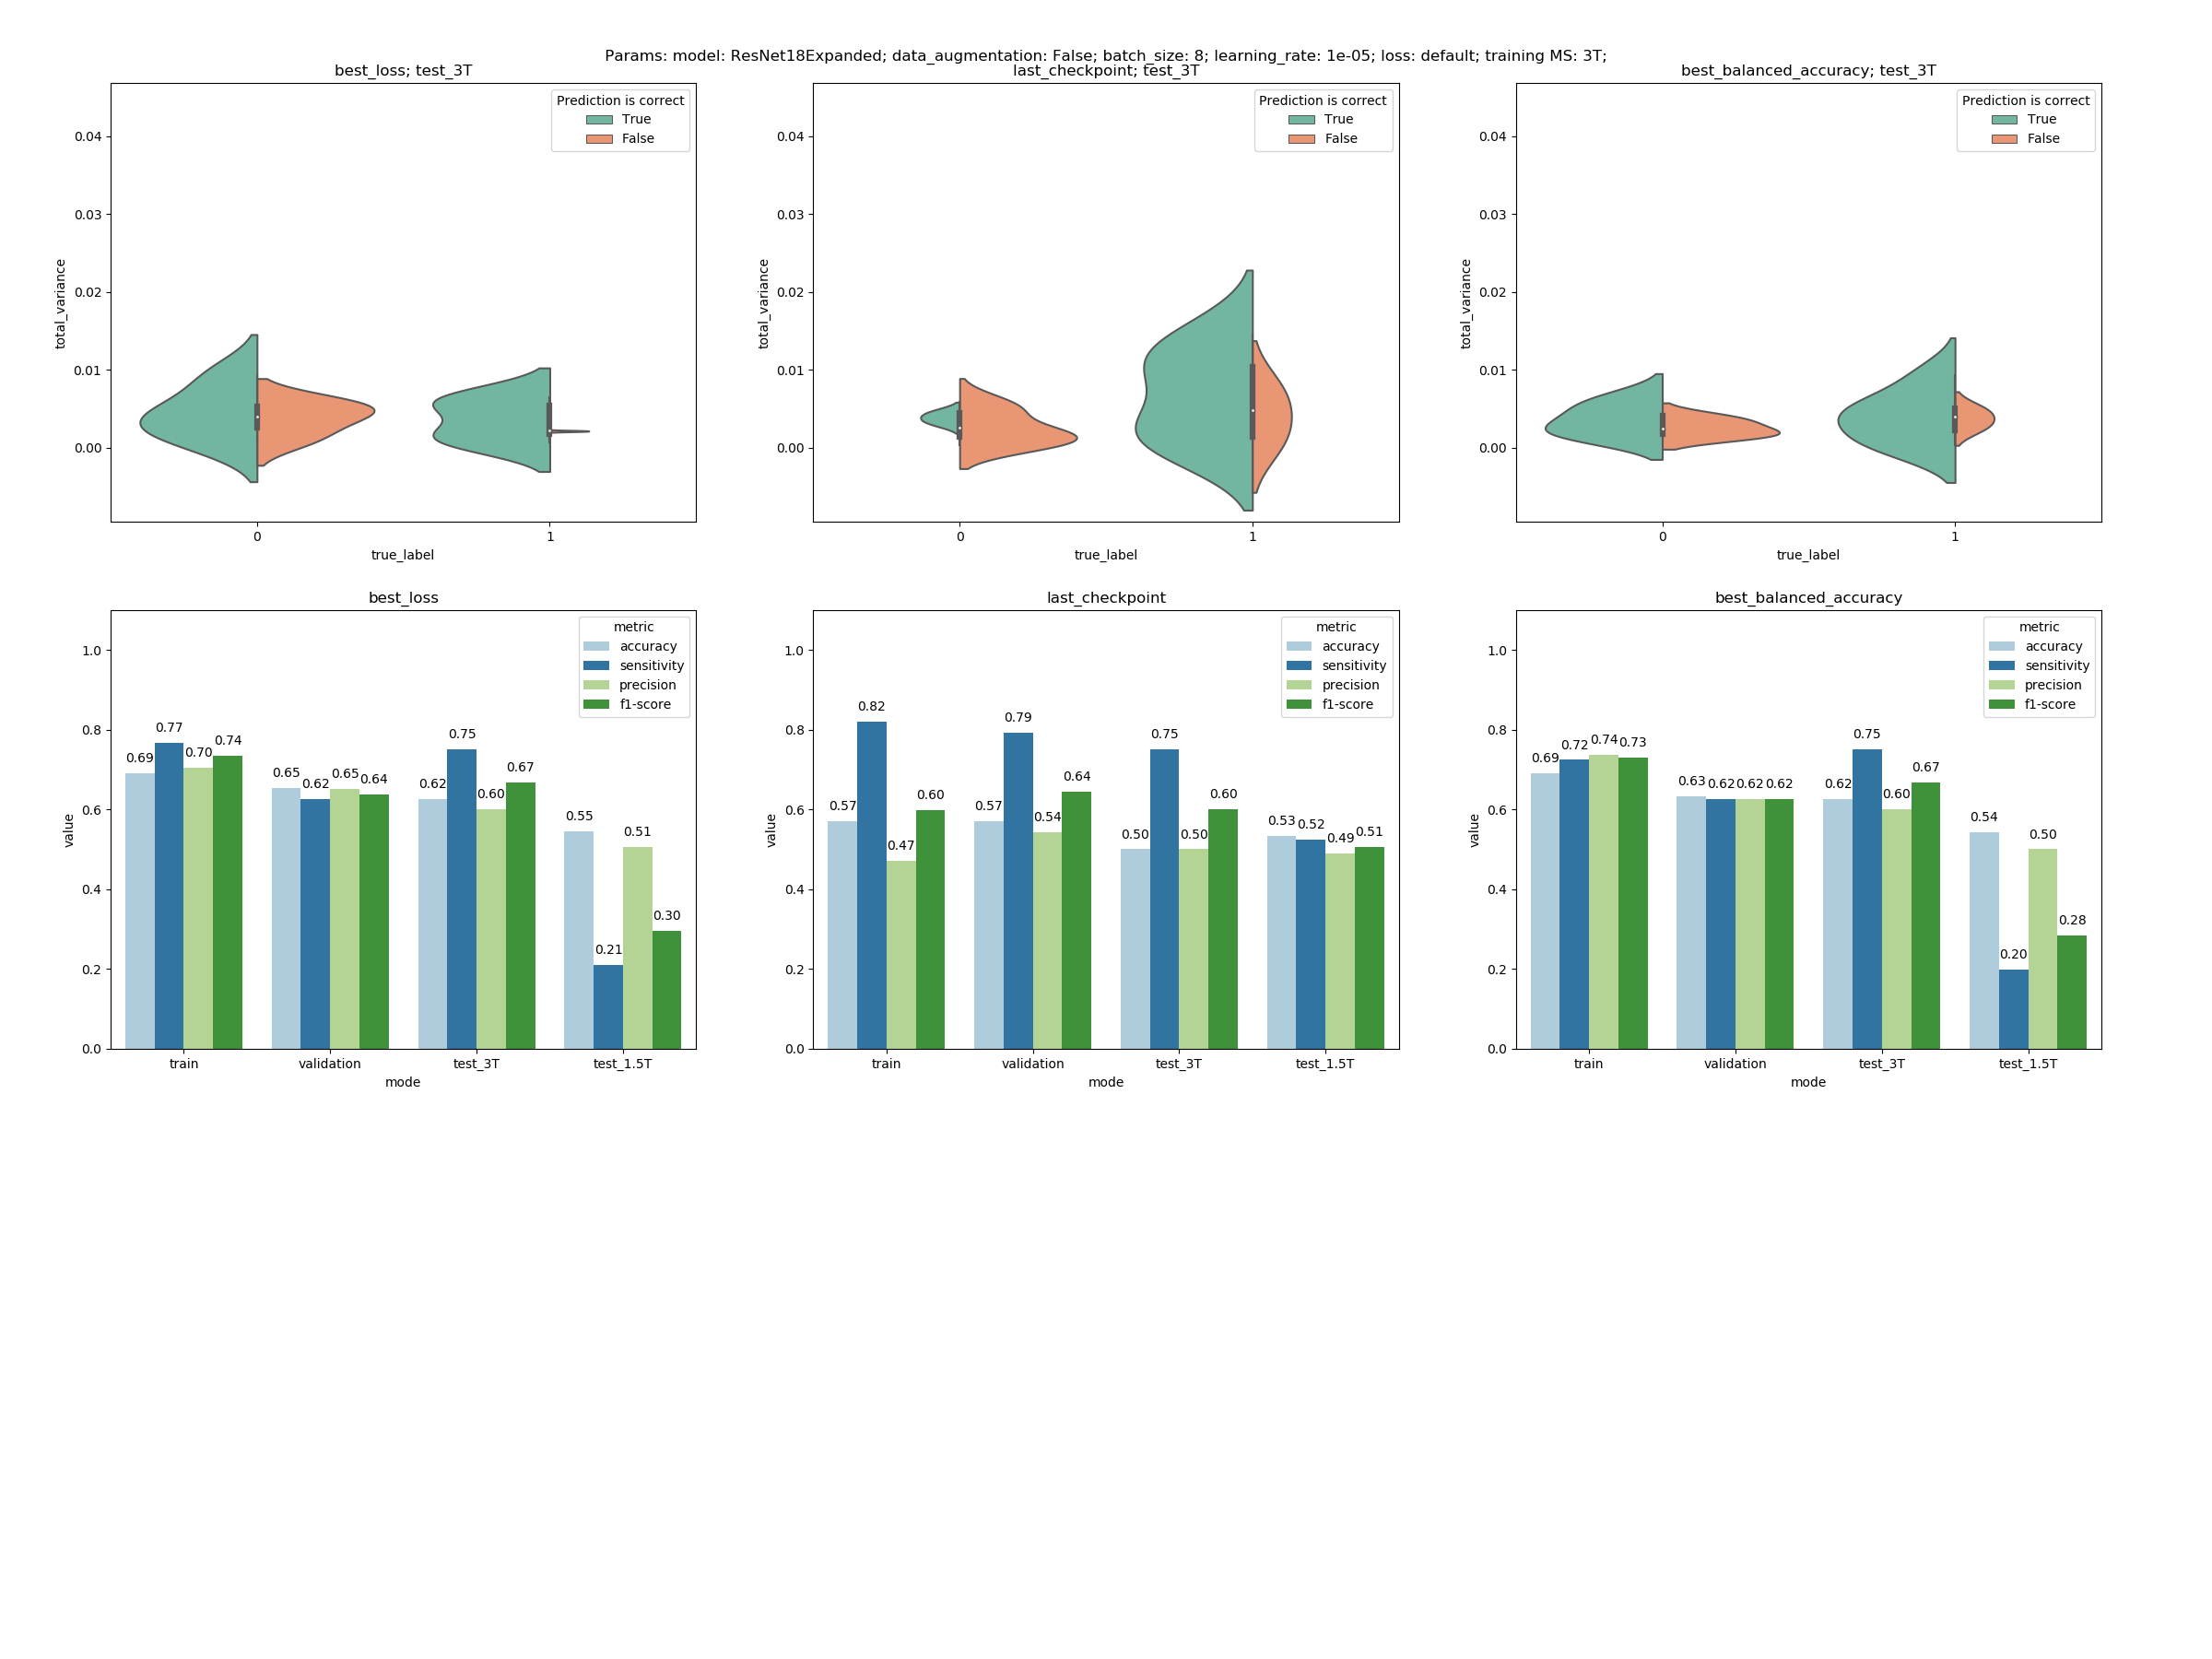 Params: model: ResNet18Expanded; data_augmentation: False; batch_size: 8; learning_rate: 1e-05; loss: default; training MS: 3T;
best_loss; test_3T
Prediction is correct
True
False
0.04
0.03
0.02
0.01
0.00
total_variance
0 1
true_label
last_checkpoint; test_3T
Prediction is correct
True
False
0.04
0.03
0.02
0.01
0.00
total_variance
0 1
true_label
best_balanced_accuracy; test_3T
Prediction is correct
True
False
0.04
0.03
0.02
0.01
0.00
total_variance
0 1
true_label
best_loss
metric
accuracy
sensitivity
precision
f1-score
1.0
0.8
0.6
0.4
0.2
0.0
value
0.69 0.77 0.70 0.74
0.65 0.62 0.65 0.64
0.62 0.75 0.60 0.67
0.55 0.21 0.51 0.30
train validation test_3T test_1.5T
mode
last_checkpoint
metric
accuracy
sensitivity
precision
f1-score
1.0
0.8
0.6
0.4
0.2
0.0
value
0.57 0.82 0.47 0.60
0.57 0.79 0.54 0.64
0.50 0.75 0.50 0.60
0.53 0.52 0.49 0.51
train validation test_3T test_1.5T
mode
best_balanced_accuracy
metric
accuracy
sensitivity
precision
f1-score
1.0
0.8
0.6
0.4
0.2
0.0
value
0.69 0.72 0.74 0.73
0.63 0.62 0.62 0.62
0.62 0.75 0.60 0.67
0.54 0.20 0.50 0.28
train validation test_3T test_1.5T
mode